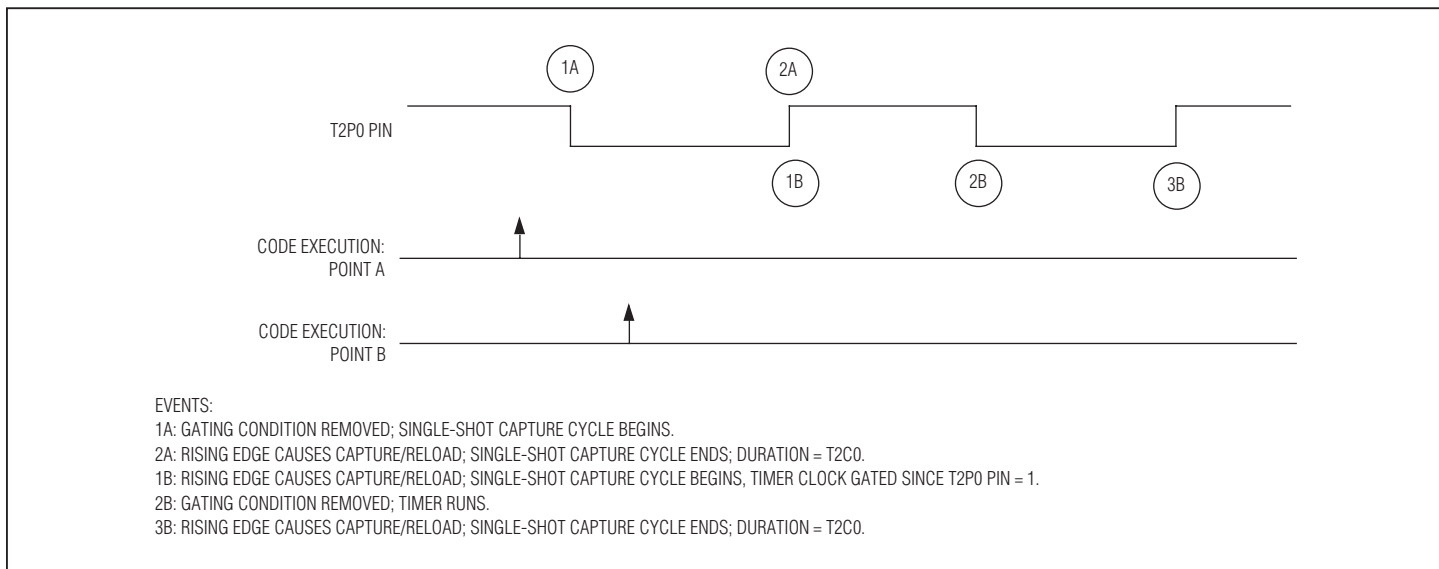 1A
2A
T2P0 PIN
1B
2B
3B
CODE EXECUTION:
POINT A
CODE EXECUTION:
POINT B
EVENTS:
1A: GATING CONDITION REMOVED; SINGLE-SHOT CAPTURE CYCLE BEGINS.
2A: RISING EDGE CAUSES CAPTURE/RELOAD; SINGLE-SHOT CAPTURE CYCLE ENDS; DURATION = T2C0.
1B: RISING EDGE CAUSES CAPTURE/RELOAD; SINGLE-SHOT CAPTURE CYCLE BEGINS, TIMER CLOCK GATED SINCE T2P0 PIN = 1.
2B: GATING CONDITION REMOVED; TIMER RUNS.
3B: RISING EDGE CAUSES CAPTURE/RELOAD; SINGLE-SHOT CAPTURE CYCLE ENDS; DURATION = T2C0.